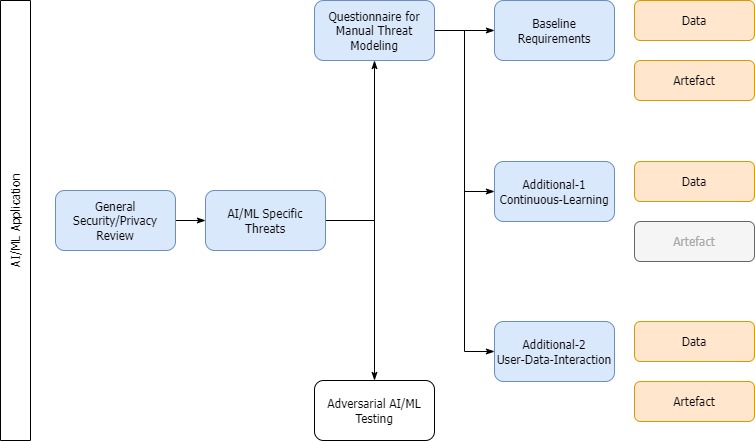 AI/ML Application
General
Security/Privacy
Review
AI/ML Specific
Threats
Questionnaire for
Manual Threat
Modeling
Adversarial AI/ML
Testing
Baseline
Requirements
Data
Artefact
Additional-1
Continuous-Learning
Data
Artefact
Additional-2
User-Data-Interaction
Data
Artefact